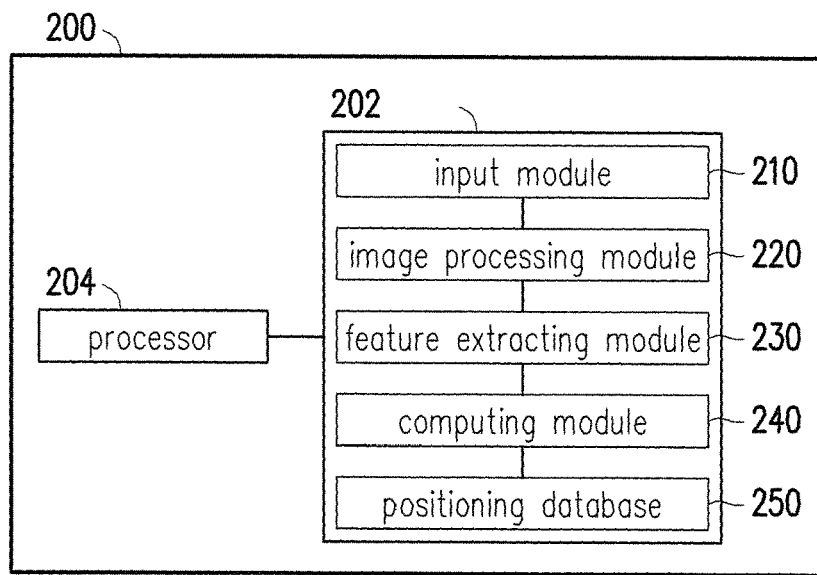 200
202
input module
210
image processing module
220
204
processor
feature extracting module
230
computing module
240
positioning database
250